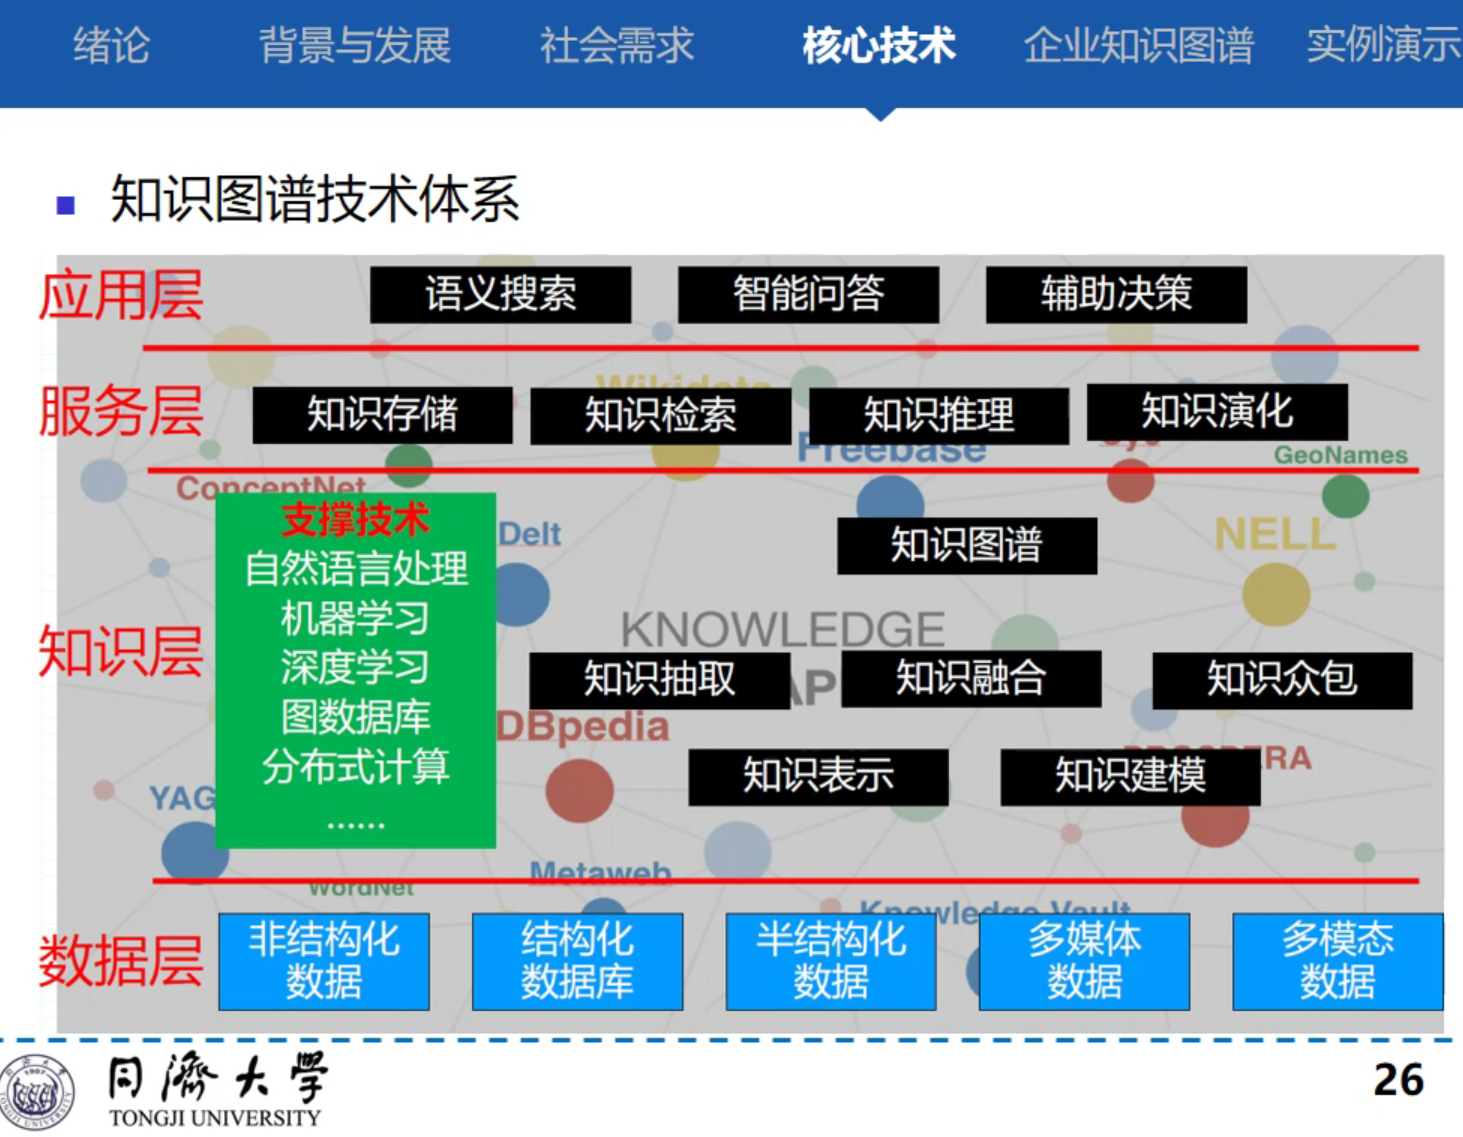 绪论 背景与发展 社会需求 核心技术 企业知识图谱 实例演示
知识图谱技术体系
应用层 语义搜索 智能问答 辅助决策
服务层 知识存储 知识检索 知识推理 知识演化
Freebase
GeoNames
ConceptNet
支撑技术
自然语言处理
机器学习
深度学习
图数据库
分布式计算
……
Delt
知识图谱
NELL
KNOWLEDGE
知识层
知识抽取 知识融合 知识众包
AP
DBpedia
知识表示 知识建模
ERA
YAG
WordNet
Metaweb
Knowledge Vault
数据层
非结构化
数据
结构化
数据库
半结构化
数据
多媒体
数据
多模态
数据
同濟大學
TONGJI UNIVERSITY
26